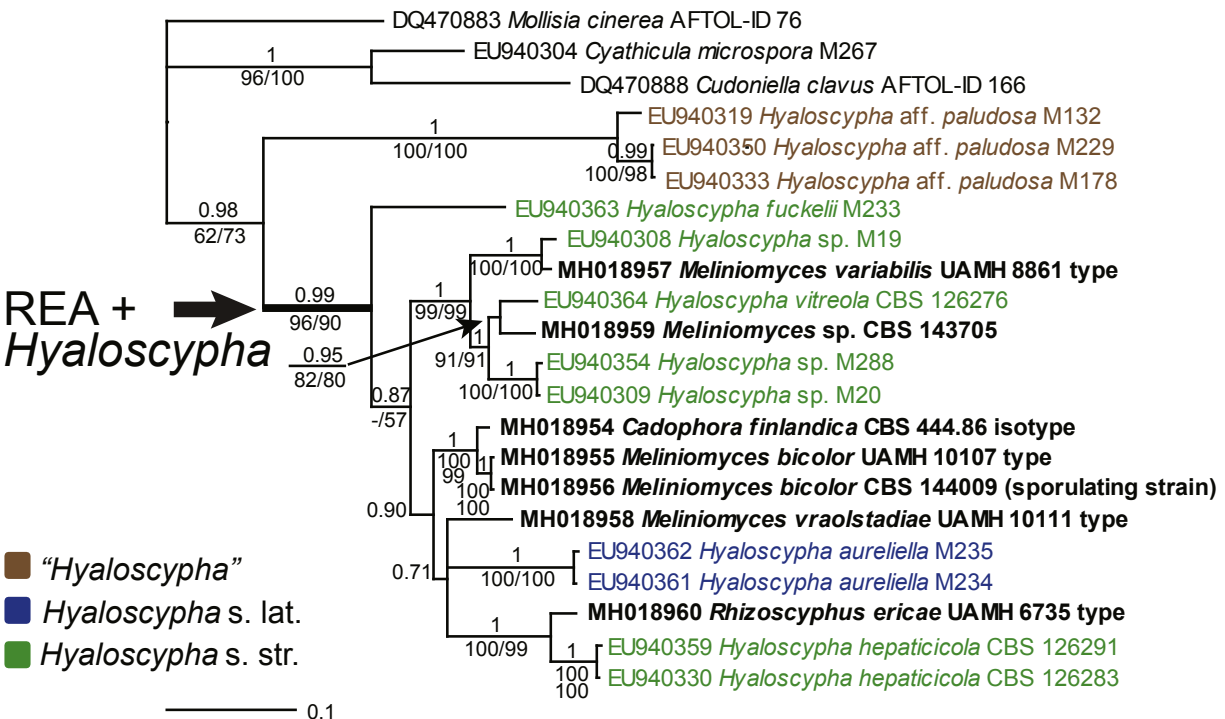 DQ470883 Mollisia cinerea AFTOL-ID 76
1
96/100
EU940304 Cyathicula microspora M267
DQ470888 Cudoniella clavus AFTOL-ID 166
EU940319 Hyaloscypha aff. paludosa M132
1
100/100
EU940350 Hyaloscypha aff. paludosa M229
0.99
100/98
EU940333 Hyaloscypha aff. paludosa M178
0.98
62/73
EU940363 Hyaloscypha fuckelii M233
EU940308 Hyaloscypha sp. M19
1
100/100
MH018957 Meliniomyces variabilis UAMH 8861 type
REA +
Hyaloscypha
0.99
96/90
1
99/99
EU940364 Hyaloscypha vitreola CBS 126276
MH018959 Meliniomyces sp. CBS 143705
0.95
82/80
1
91/91
EU940354 Hyaloscypha sp. M288
100/100
EU940309 Hyaloscypha sp. M20
0.87
-/57
MH018954 Cadophora finlandica CBS 444.86 isotype
1
100
99
MH018955 Meliniomyces bicolor UAMH 10107 type
1
100
100
MH018956 Meliniomyces bicolor CBS 144009 (sporulating strain)
0.90
MH018958 Meliniomyces vraolstadiae UAMH 10111 type
EU940362 Hyaloscypha aureliella M235
1
100/100
0.71
EU940361 Hyaloscypha aureliella M234
MH018960 Rhizoscyphus ericae UAMH 6735 type
1
100/99
EU940359 Hyaloscypha hepaticicola CBS 126291
1
100
100
EU940330 Hyaloscypha hepaticicola CBS 126283
“Hyaloscypha”
Hyaloscypha s. lat.
Hyaloscypha s. str.
0.1